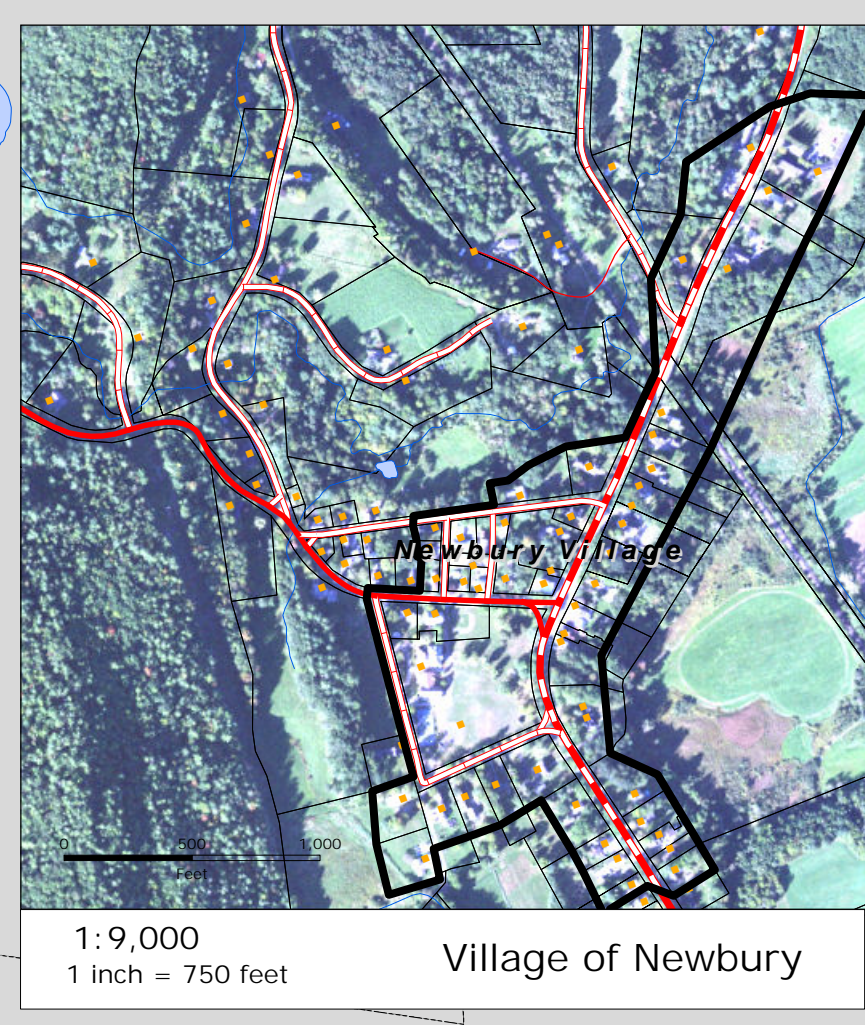 Newbury Village
0 500 1,000
Feet
1:9,000
1 inch = 750 feet
Village of Newbury